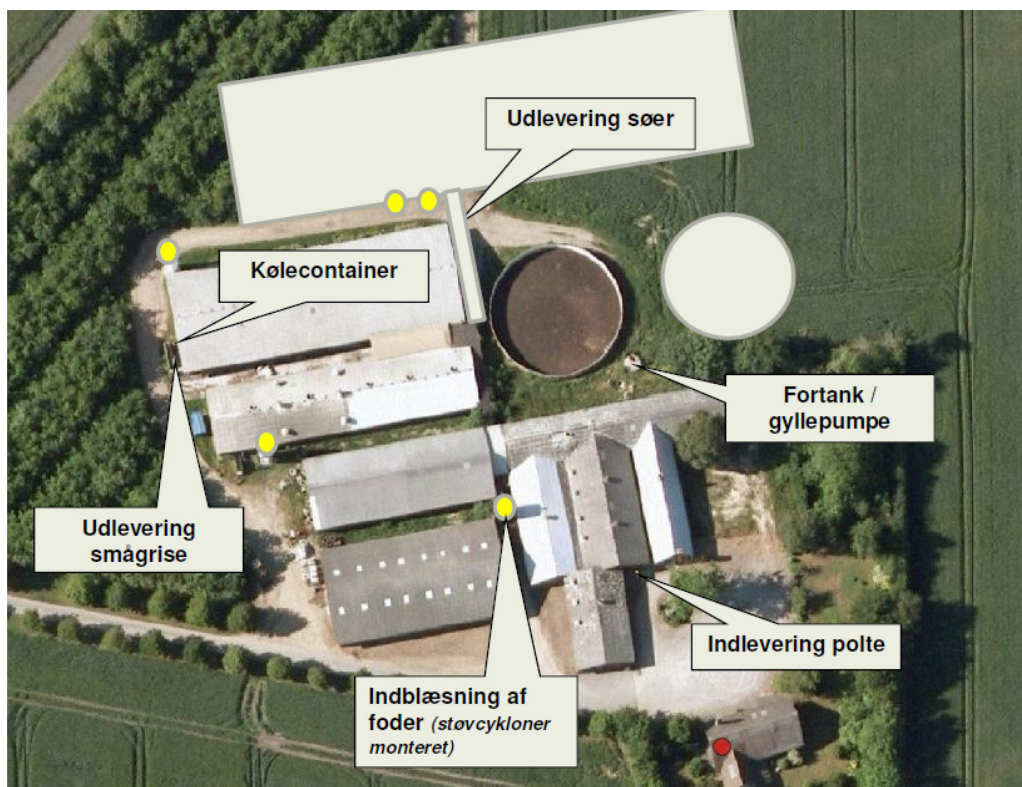 Udlevering søer
Kølecontainer
Fortank /
gyllepumpe
Udlevering
smågrise
Indlevering polte
Indblæsning af
foder (støvcykloner
monteret)